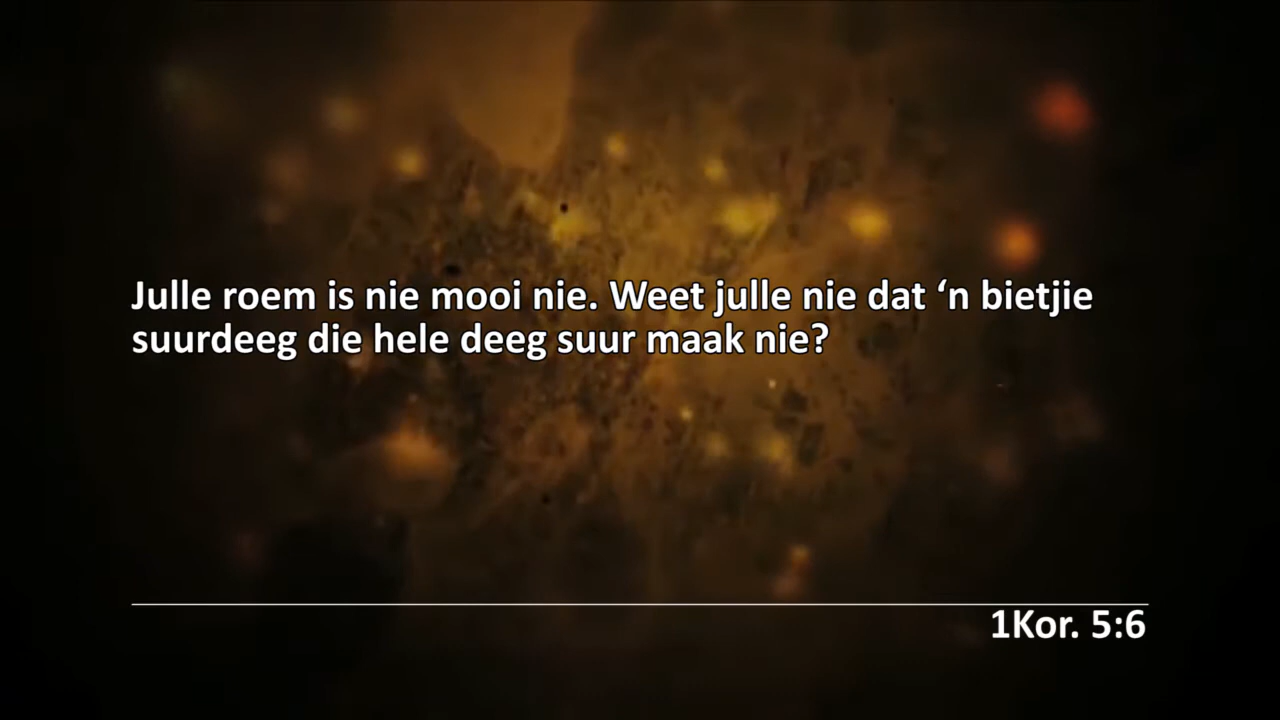 Julle roem is nie mooi nie. Weet julle nie dat ‘n bietjie
suurdeeg die hele deeg suur maak nie?
1Kor. 5:6